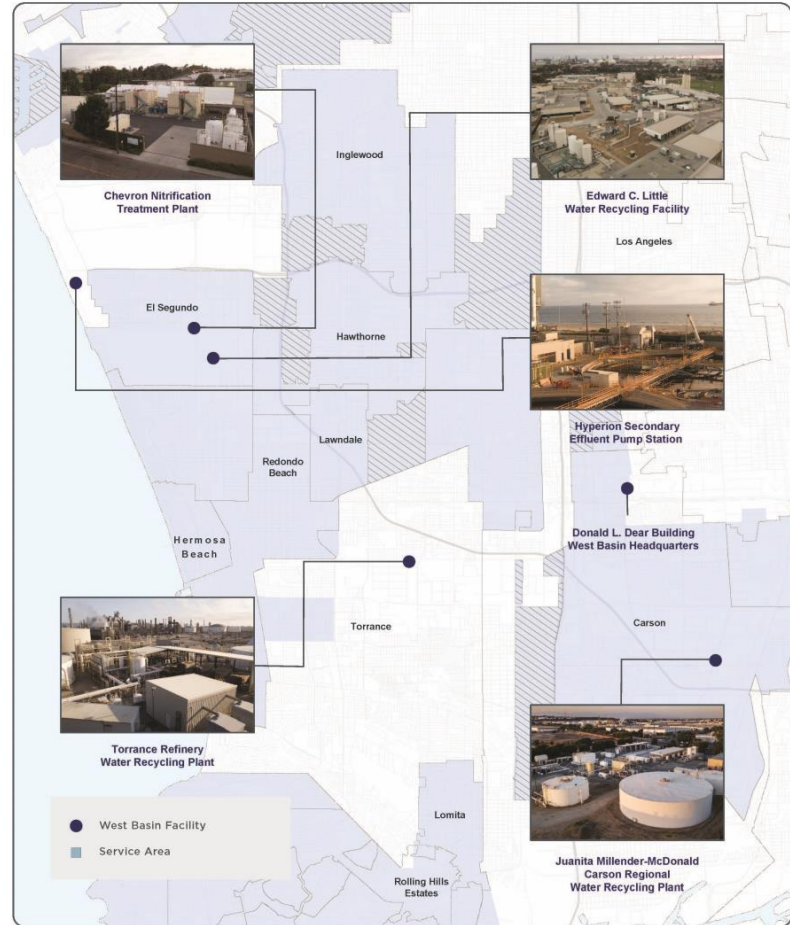 Inglewood
Chevron Nitrification
Treatment Plant
Edward C. Little
Water Recycling Facility
Los Angeles
El Segundo
Hawthorne
Hyperion Secondary
Effluent Pump Station
Lawndale
Redondo
Beach
Hermosa
Beach
Donald L. Dear Building
West Basin Headquarters
Torrance
Carson
Torrance Refinery
Water Recycling Plant
West Basin Facility
Service Area
Lomita
Rolling Hills
Estates
Juanita Millender-McDonald
Carson Regional
Water Recycling Plant